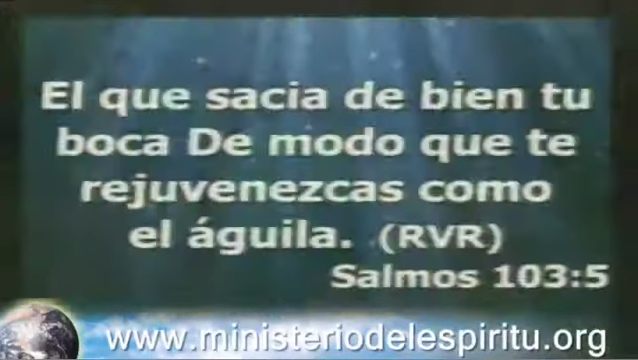 El que sacia de bien tu
boca De modo que te
rejuvenezcas como
el águila. (RVR)
Salmos 103:5
www.ministeriodelespiritu.org